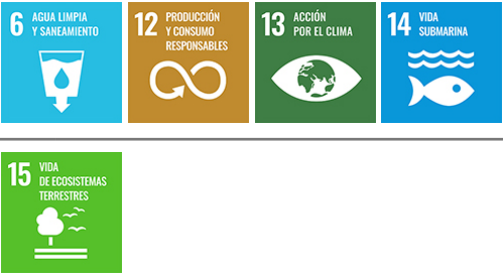 6 AGUA LIMPIA
Y SANEAMIENTO
12 PRODUCCIÓN
Y CONSUMO
RESPONSABLES
13 ACCIÓN
POR EL CLIMA
14 VIDA
SUBMARINA
15 VIDA
DE ECOSISTEMAS
TERRESTRES